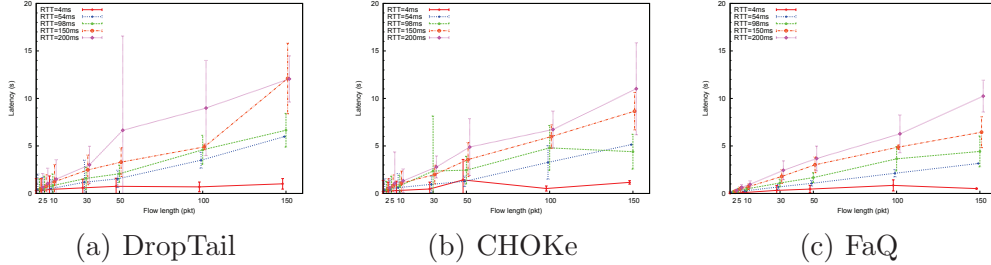 20
15
10
5
0
Latency (s)
RTT=4ms
RTT=54ms
RTT=98ms
RTT=150ms
RTT=200ms
2 5 10 30 50 100 150
Flow length (pkt)
(a) DropTail
20
15
10
5
0
Latency (s)
RTT=4ms
RTT=54ms
RTT=98ms
RTT=150ms
RTT=200ms
2 5 10 30 50 100 150
Flow length (pkt)
(b) CHOKe
20
15
10
5
0
Latency (s)
RTT=4ms
RTT=54ms
RTT=98ms
RTT=150ms
RTT=200ms
2 5 10 30 50 100 150
Flow length (pkt)
(c) FaQ